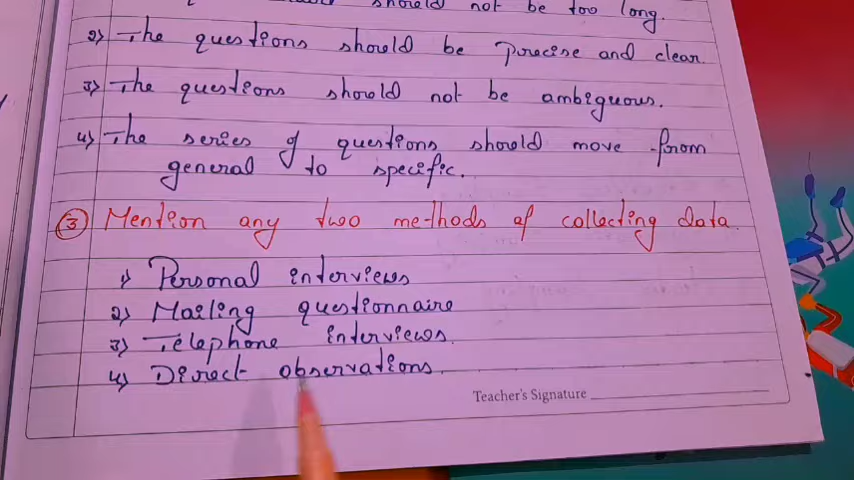 should not be too long.
2) The questions should be precise and clear.
3) The questions should not be ambiguous.
4) The series of questions should move from
general to specific.
3 Mention any two methods of collecting data.
1) Personal interviews
2) Mailing questionnaire
3) Telephone interviews.
4) Direct observations.
Teacher's Signature